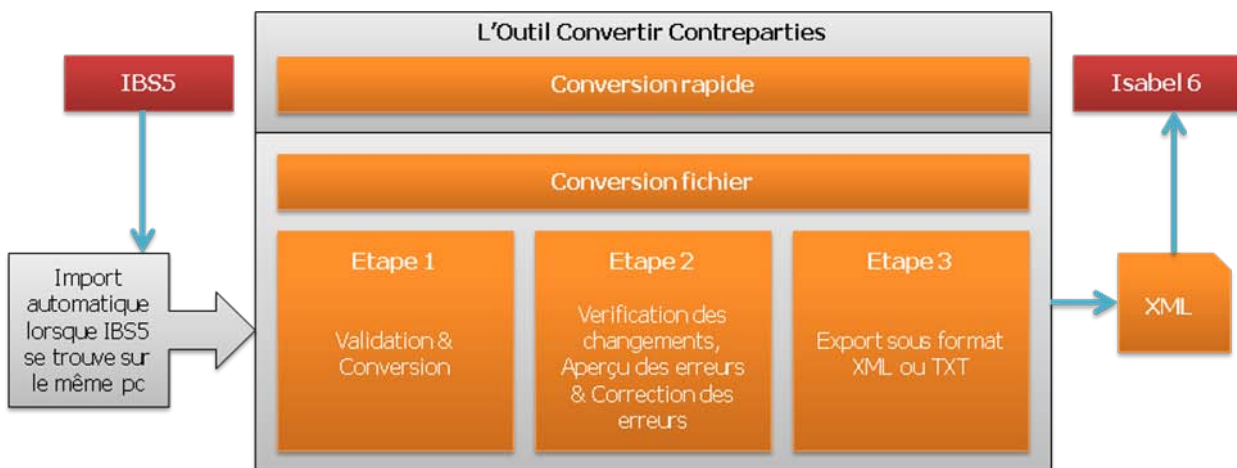 L'Outil Convertir Contreparties
IBS5
Conversion rapide
Isabel 6
Conversion fichier
Import
automatique
lorsque IBS5
se trouve sur
le même pc
Etape 1
Validation &
Conversion
Etape 2
Verification des
changements,
Aperçu des erreurs
& Correction des
erreurs
Etape 3
Export sous format
XML ou TXT
XML